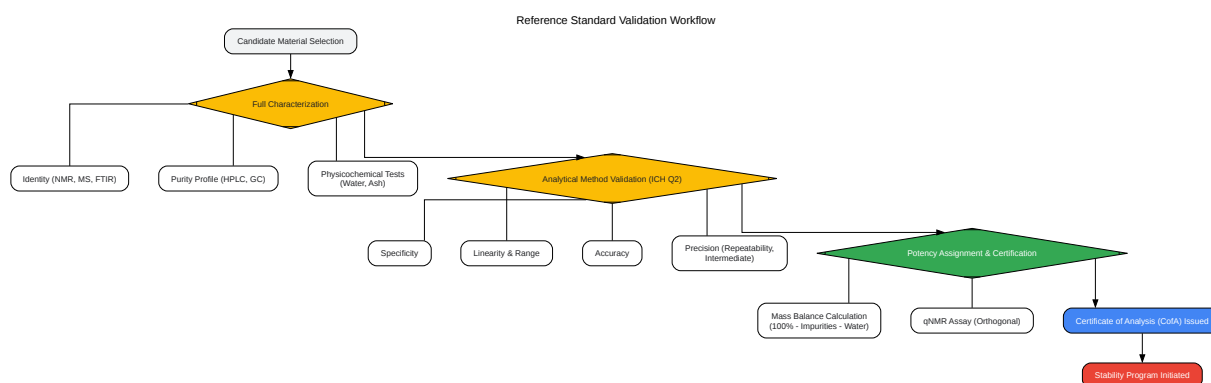 Reference Standard Validation Workflow
Candidate Material Selection
Full Characterization
Identity (NMR, MS, FTIR)
Purity Profile (HPLC, GC)
Physicochemical Tests
(Water, Ash)
Analytical Method Validation (ICH Q2)
Specificity
Linearity & Range
Accuracy
Precision (Repeatability,
Intermediate)
Potency Assignment & Certification
Mass Balance Calculation
(100% - Impurities - Water)
qNMR Assay (Orthogonal)
Certificate of Analysis (CofA) Issued
Stability Program Initiated